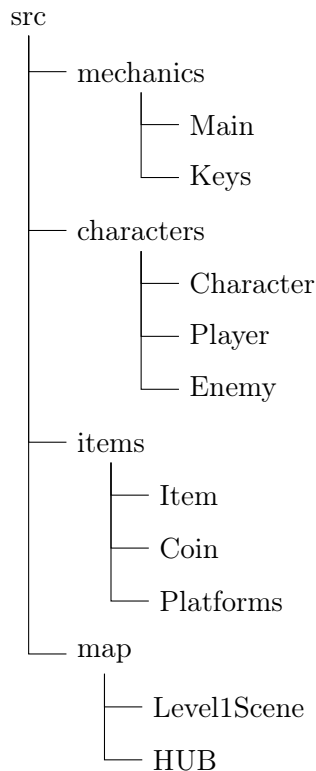 src
mechanics
Main
Keys
characters
Character
Player
Enemy
items
Item
Coin
Platforms
map
Level1Scene
HUB